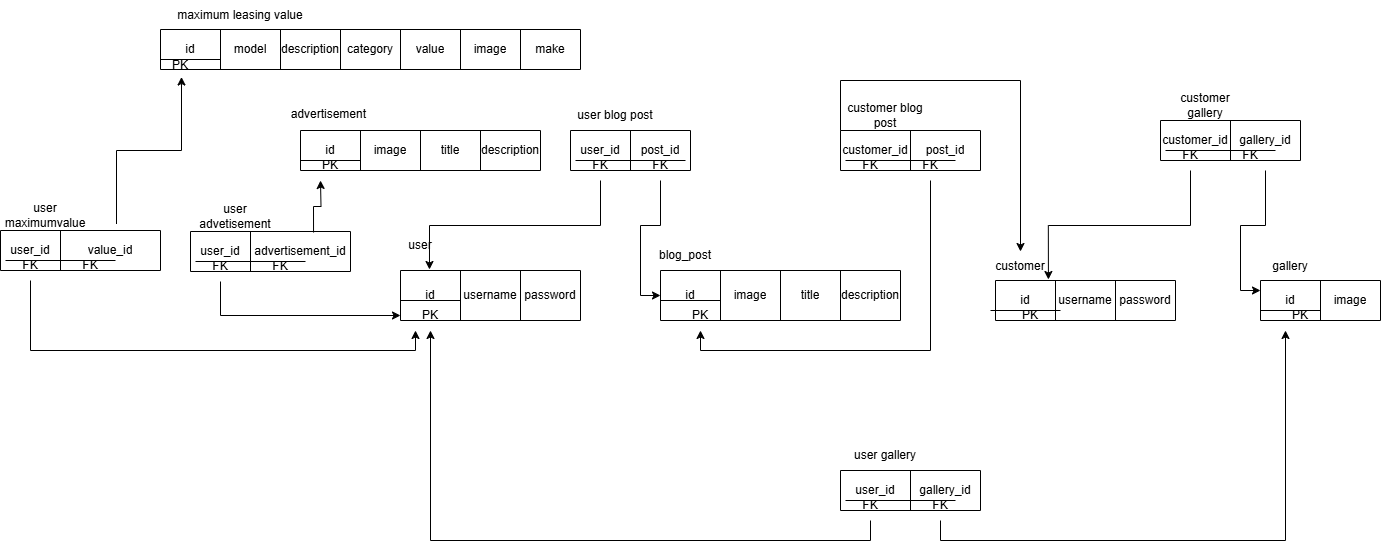 maximum leasing value
id model description category value image make
PK
advertisement
id image title description
PK
user blog post
user_id post_id
FK FK
customer blog
post
customer_id post_id
FK FK
customer
gallery
customer_id gallery_id
FK FK
user
maximumvalue
user_id value_id
FK FK
user
advetisement
user_id advertisement_id
FK FK
user
id username password
PK
blog_post
id image title description
PK
customer
id username password
PK
gallery
id image
PK
user gallery
user_id gallery_id
FK FK